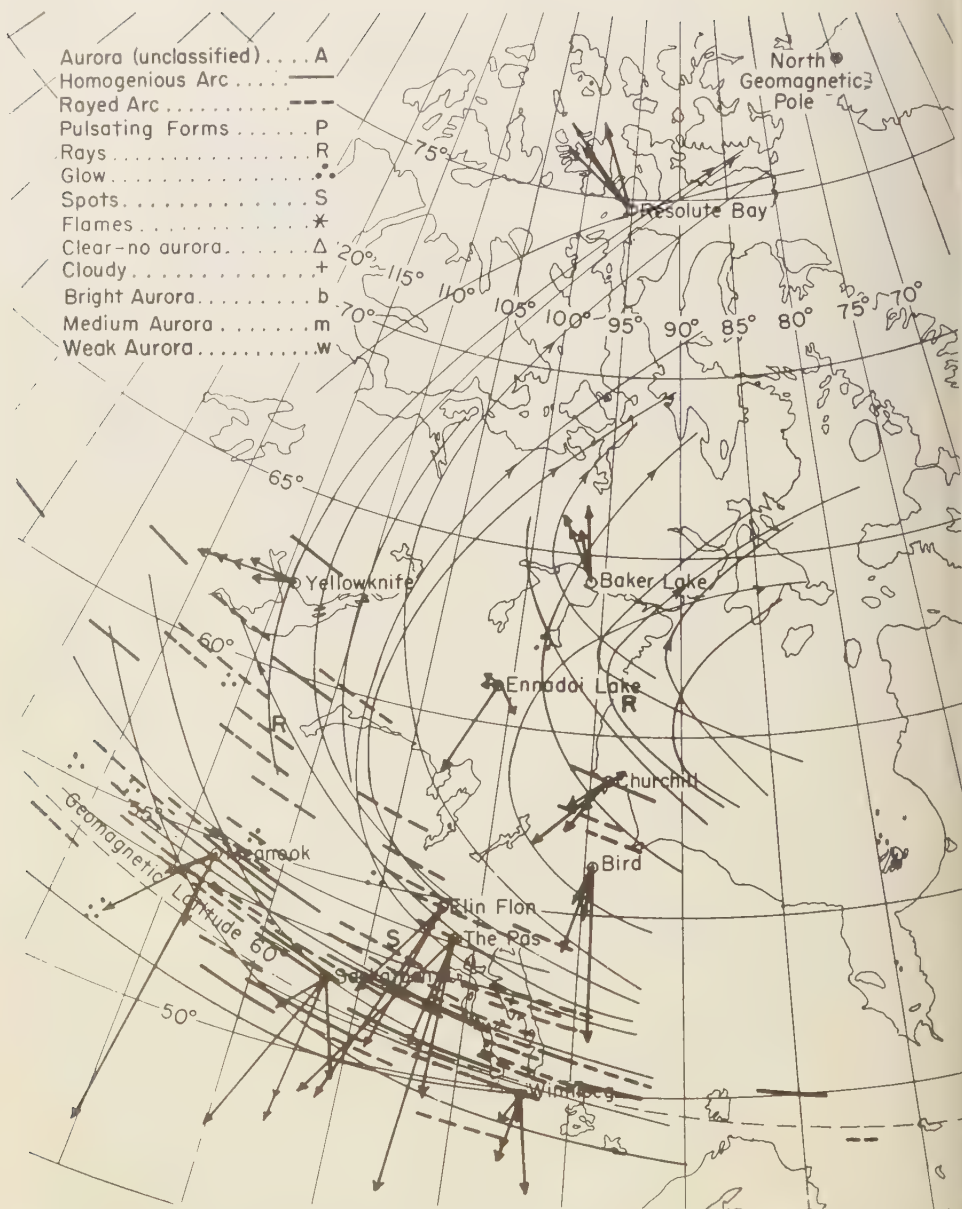 Aurora (unclassified) .... A
Homogenious Arc ..... ——
Rayed Arc ............ ---
Pulsating Forms ...... P
Rays .................. R
Glow .................. ∴
Spots ................. S
Flames ................ *
Clear-no aurora....... Δ
Cloudy ............... +
Bright Aurora......... b
Medium Aurora ....... m
Weak Aurora.......... w
North
Geomagnetic
Pole
75°
Resolute Bay
20°
115°
110°
105°
100°
95°
90°
85°
80°
75°
70°
70°
65°
Yellowknife
Baker Lake
60°
Ennadai Lake
R
R
Churchill
55°
Geomagnetic Latitude 60
Bird
Flin Flon
S
The Pas
50°
Winnipeg